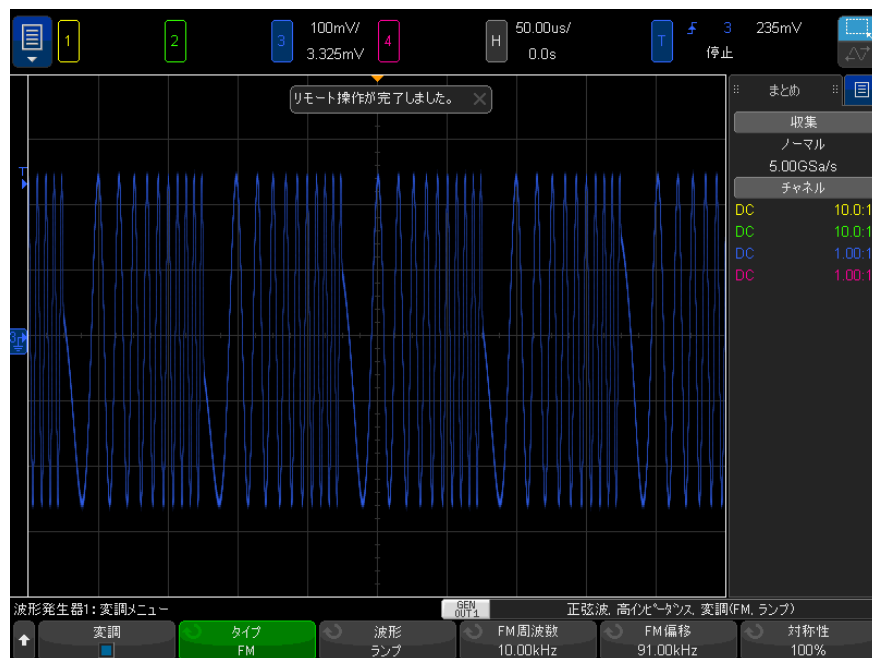 1
2
3
100mV/
3.325mV
4
H
50.00us/
0.0s
T
3
235mV
停止
リモート操作が完了しました。
まとめ
収集
ノーマル
5.00GSa/s
チャネル
DC 10.0:1
DC 10.0:1
DC 1.00:1
DC 1.00:1
T
3
波形発生器1: 変調メニュー
GEN
OUT1
正弦波, 高インピーダンス, 変調(FM, ランプ)
変調
タイプ
FM
波形
ランプ
FM周波数
10.00kHz
FM偏移
91.00kHz
対称性
100%